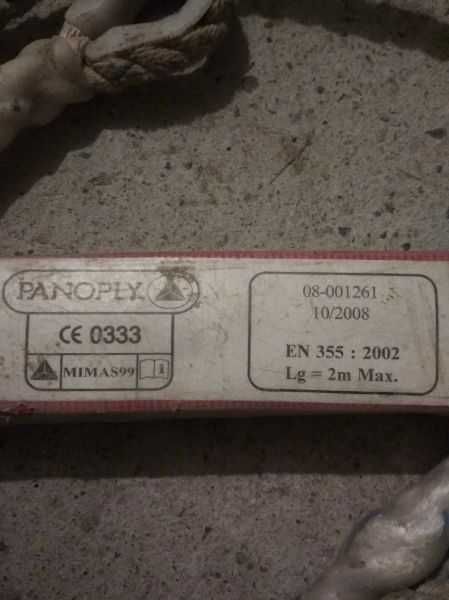 PANOPLY
CE 0333
MIMAS99 i
08-001261
10/2008
EN 355 : 2002
Lg = 2m Max.